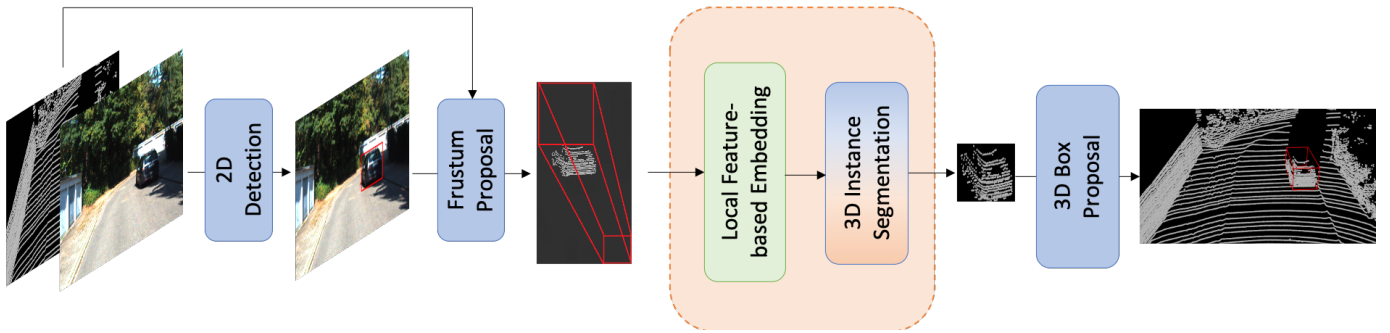 2D
Detection
Frustum
Proposal
Local Feature-
based Embedding
3D Instance
Segmentation
3D Box
Proposal